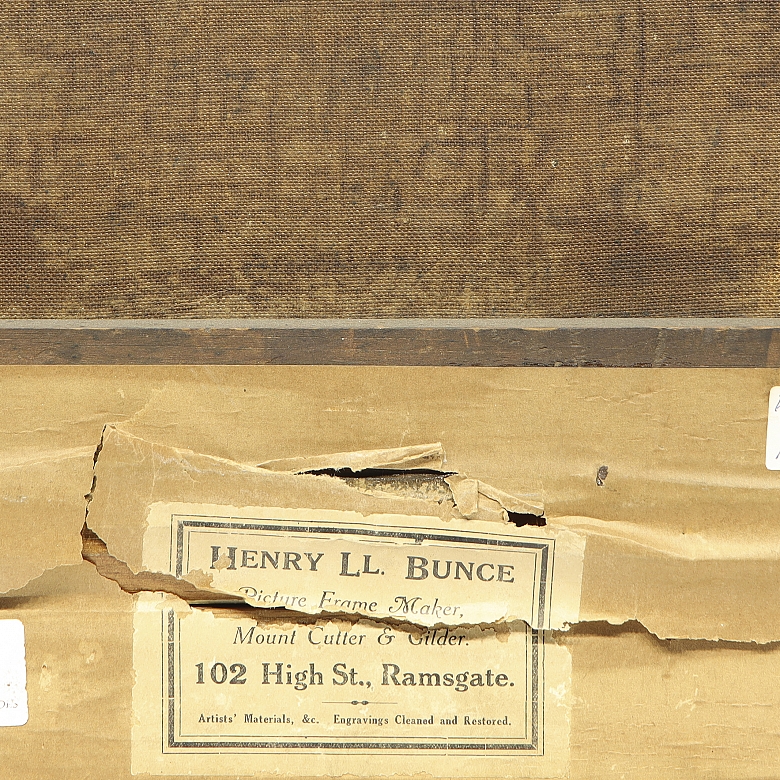 HENRY LL. BUNCE
Picture Frame Maker,
Mount Cutter & Gilder.
102 High St., Ramsgate.
Artists' Materials, &c. Engravings Cleaned and Restored.